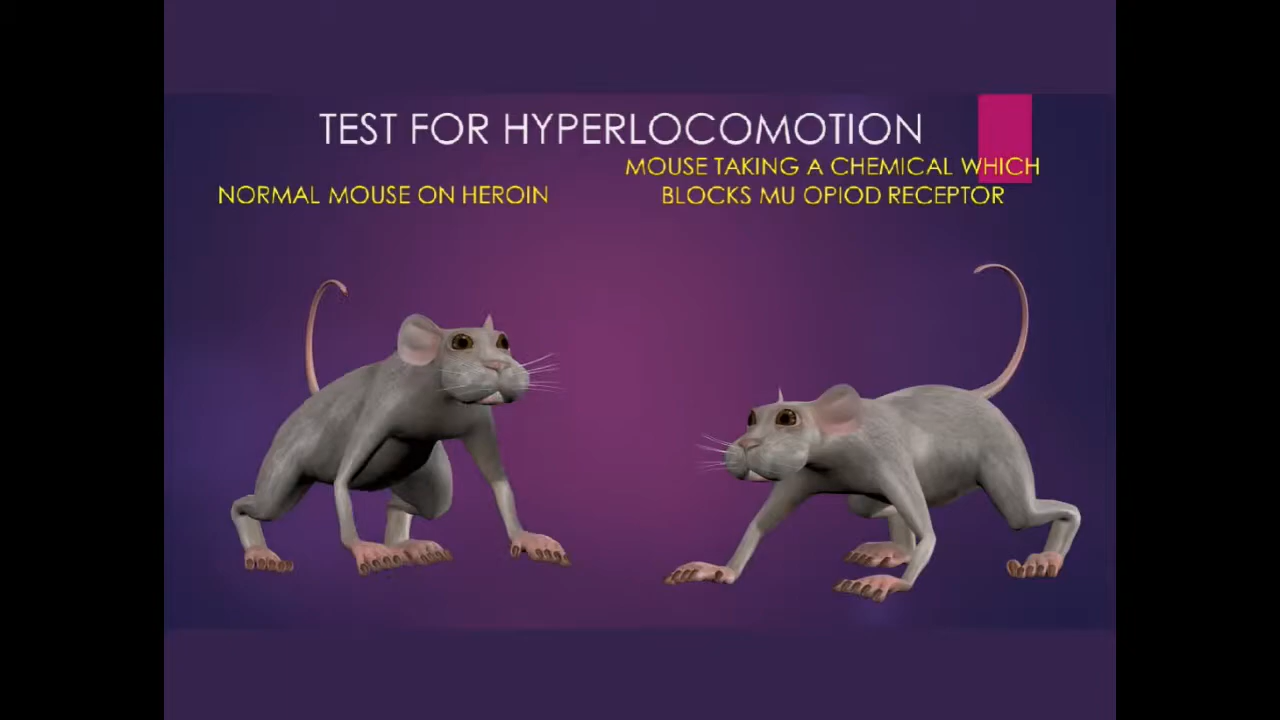 TEST FOR HYPERLOCOMOTION
NORMAL MOUSE ON HEROIN
MOUSE TAKING A CHEMICAL WHICH
BLOCKS MU OPIOD RECEPTOR